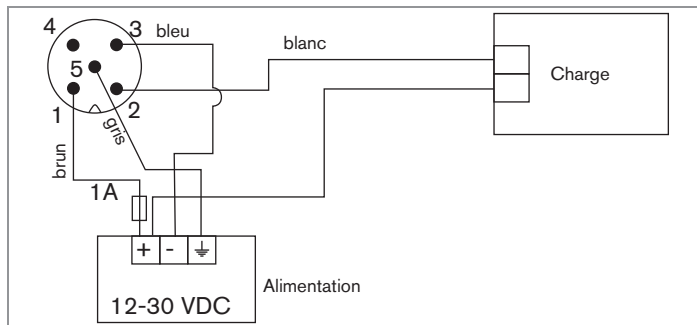 4
3
bleu
blanc
5
Charge
1
2
gris
brun
1A
+
-
Alimentation
12-30 VDC